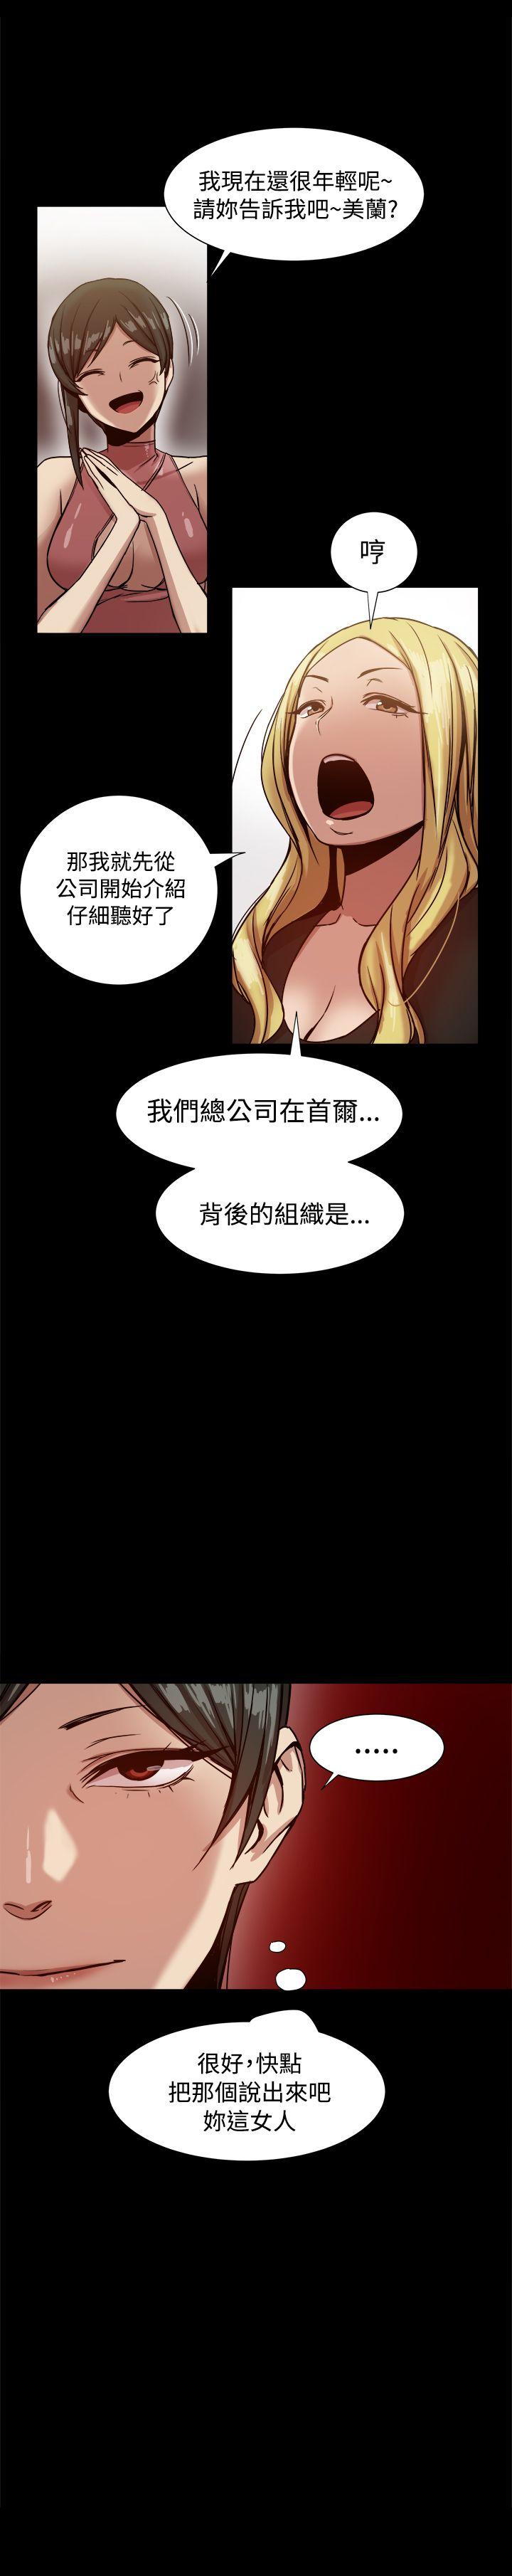 我現在還很年輕呢~
請妳告訴我吧~美蘭?
哼
那我就先從
公司開始介紹
仔細聽好了
我們總公司在首爾...
背後的組織是...
.....
很好,快點
把那個說出來吧
妳這女人